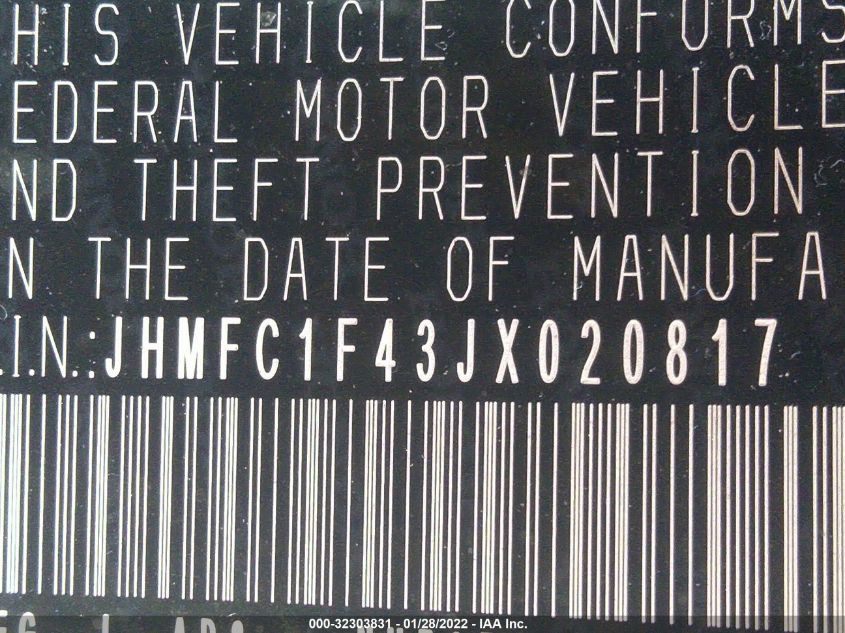 HIS VEHICLE CONFORMS
EDERAL MOTOR VEHICLE
ND THEFT PREVENTION
N THE DATE OF MANUFA
.I.N.:JHMFC1F43JX020817
000-32303831 - 01/28/2022 - IAA Inc.